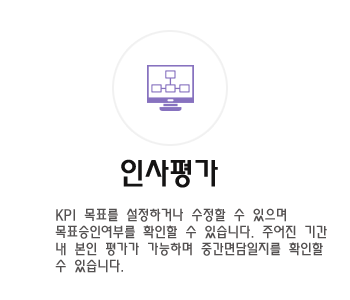 인사평가
KPI 목표를 설정하거나 수정할 수 있으며
목표승인여부를 확인할 수 있습니다. 주어진 기간
내 본인 평가가 가능하며 중간면담일지를 확인할
수 있습니다.